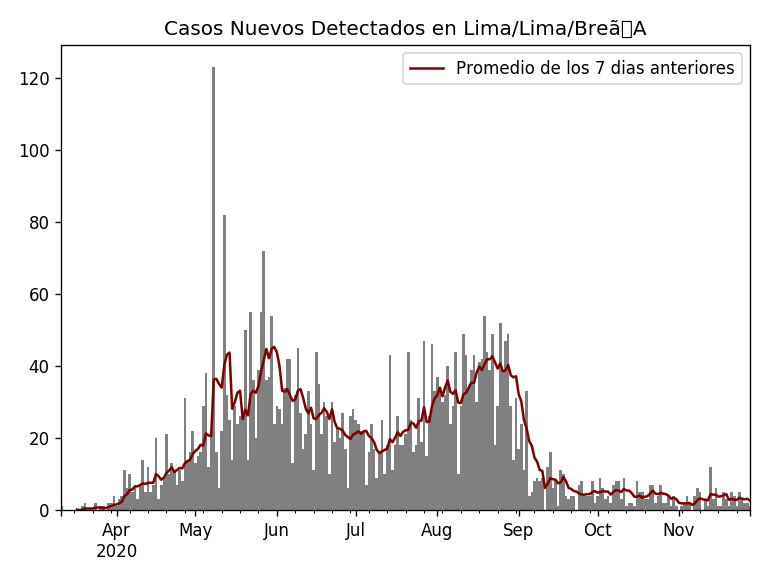 Casos Nuevos Detectados en Lima/Lima/Breã▯A
Promedio de los 7 dias anteriores
120
100
80
60
40
20
0
Apr May Jun Jul Aug Sep Oct Nov
2020